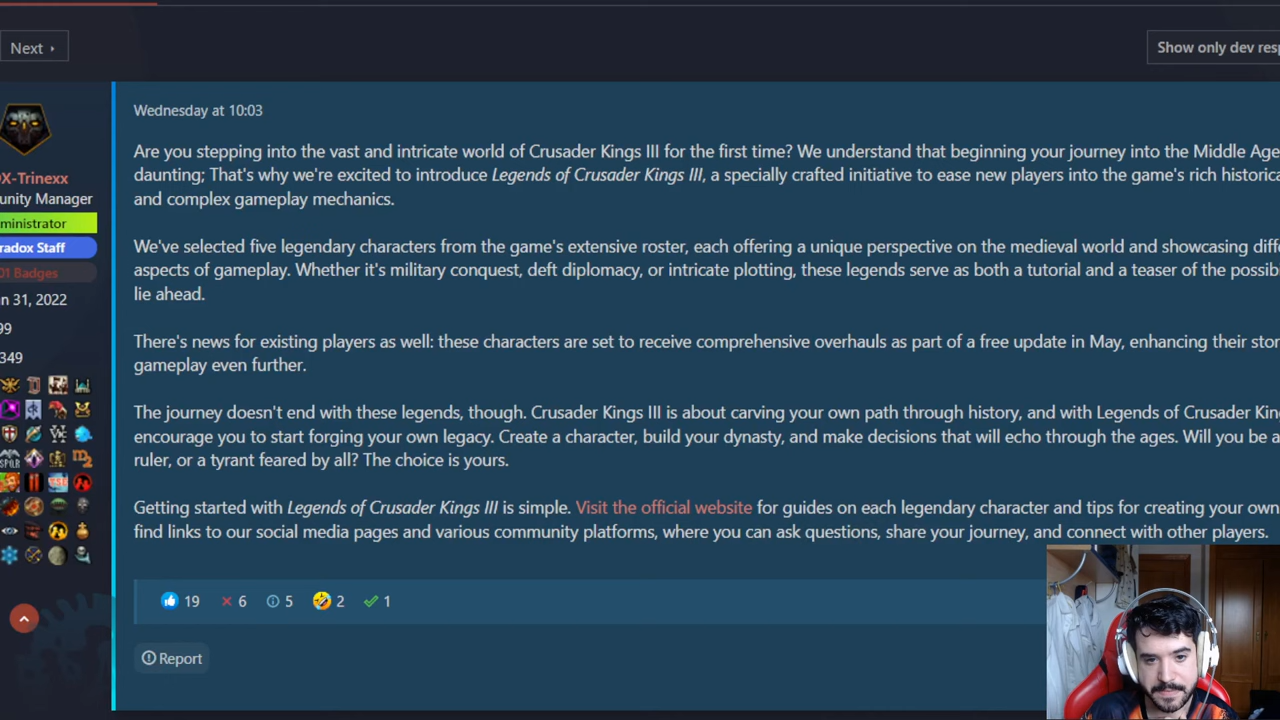 Next
Show only dev resp
Wednesday at 10:03
OX-Trinexx
unity Manager
ministrator
radox Staff
01 Badges
n 31, 2022
99
349
Are you stepping into the vast and intricate world of Crusader Kings III for the first time? We understand that beginning your journey into the Middle Age
daunting; That's why we're excited to introduce Legends of Crusader Kings III, a specially crafted initiative to ease new players into the game's rich historica
and complex gameplay mechanics.
We've selected five legendary characters from the game's extensive roster, each offering a unique perspective on the medieval world and showcasing diff
aspects of gameplay. Whether it's military conquest, deft diplomacy, or intricate plotting, these legends serve as both a tutorial and a teaser of the possibi
lie ahead.
There's news for existing players as well: these characters are set to receive comprehensive overhauls as part of a free update in May, enhancing their stor
gameplay even further.
The journey doesn't end with these legends, though. Crusader Kings III is about carving your own path through history, and with Legends of Crusader Kin
encourage you to start forging your own legacy. Create a character, build your dynasty, and make decisions that will echo through the ages. Will you be a
ruler, or a tyrant feared by all? The choice is yours.
Getting started with Legends of Crusader Kings III is simple. Visit the official website for guides on each legendary character and tips for creating your own
find links to our social media pages and various community platforms, where you can ask questions, share your journey, and connect with other players.
19 6 5 2 1
Report